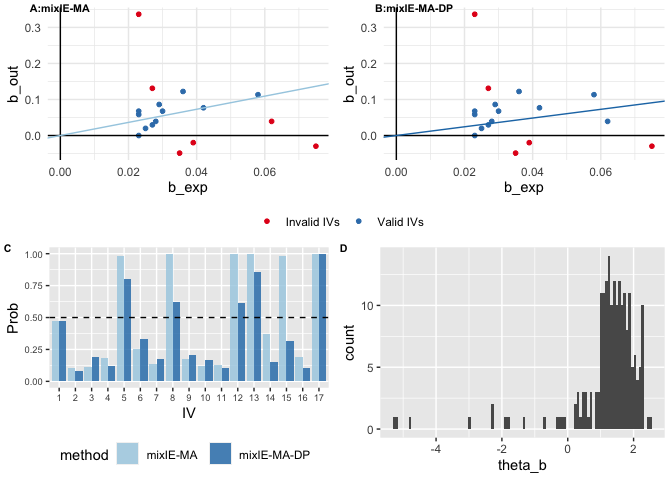 A:mixIE-MA
b_out
0.3
0.2
0.1
0.0
0.00 0.02 0.04 0.06
b_exp
B:mixIE-MA-DP
b_out
0.3
0.2
0.1
0.0
0.00 0.02 0.04 0.06
b_exp
Invalid IVs Valid IVs
C
Prob
1.00
0.75
0.50
0.25
0.00
1 2 3 4 5 6 7 8 9 10 11 12 13 14 15 16 17
IV
method mixIE-MA mixIE-MA-DP
D
count
10
5
0
-4 -2 0 2
theta_b